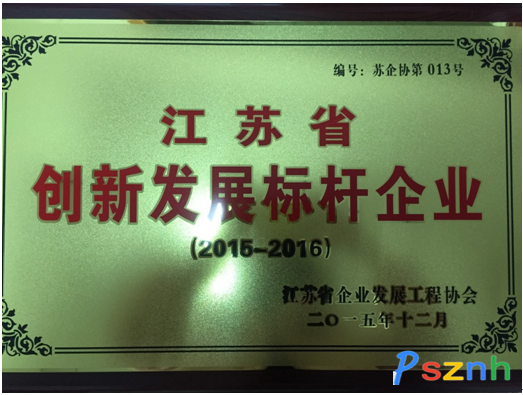 编号：苏企协第013号
江苏省
创新发展标杆企业
(2015-2016)
江苏省企业发展工程协会
二〇一五年十二月
Psznh